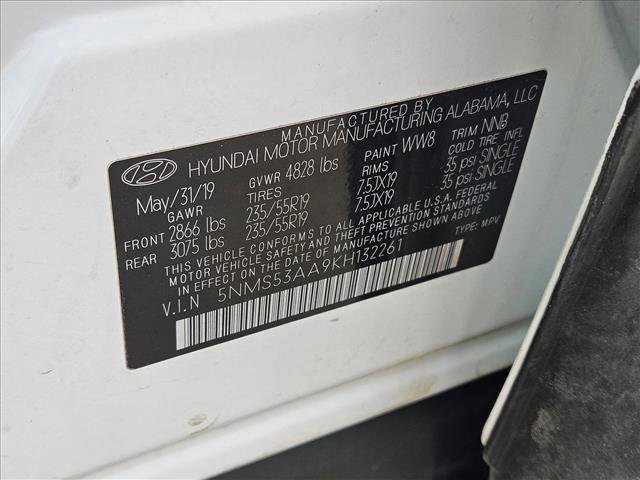 MANUFACTURED BY
HYUNDAI MOTOR MANUFACTURING ALABAMA, LLC
May/31/19 GVWR 4828 lbs PAINT WW8 TRIM NNB
GAWR TIRES RIMS COLD TIRE INFL
FRONT 2866 lbs 235/55R19 7.5JX19 35 psi SINGLE
REAR 3075 lbs 235/55R19 7.5JX19 35 psi SINGLE
THIS VEHICLE CONFORMS TO ALL APPLICABLE U.S.A. FEDERAL
MOTOR VEHICLE SAFETY AND THEFT PREVENTION STANDARDS
IN EFFECT ON THE DATE OF MANUFACTURE SHOWN ABOVE
V.I.N 5NMS53AA9KH132261 TYPE: MPV